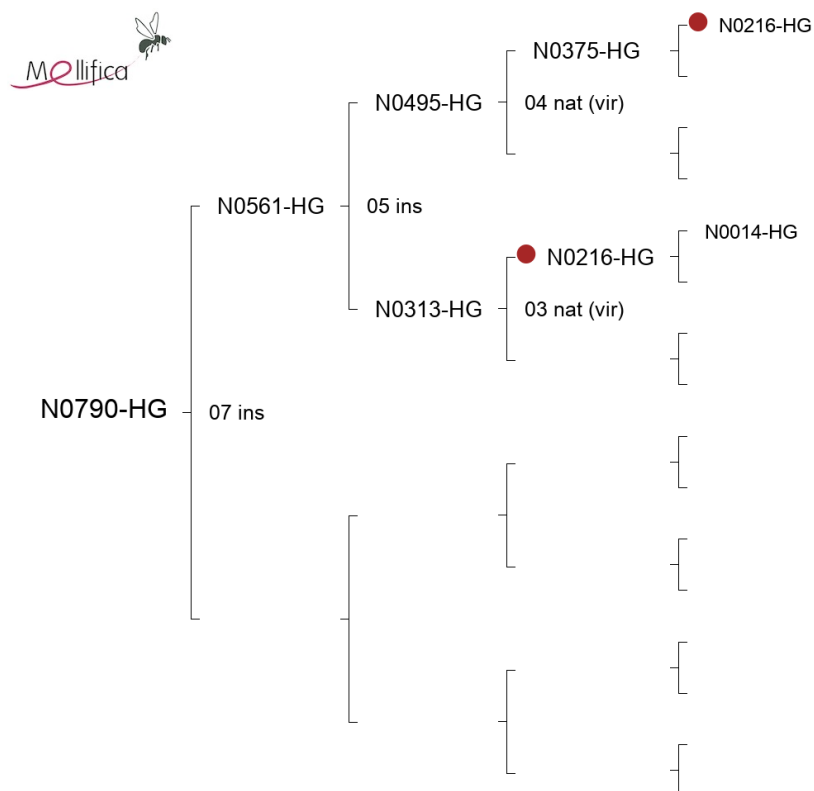 Mellifica
N0216-HG
N0375-HG
N0495-HG
04 nat (vir)
N0561-HG
05 ins
N0014-HG
N0216-HG
N0313-HG
03 nat (vir)
N0790-HG
07 ins